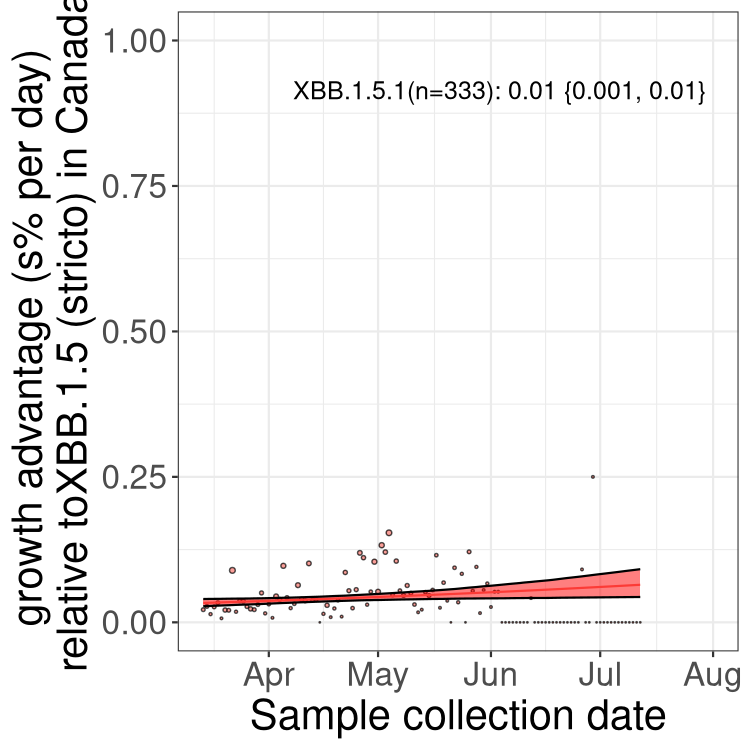 growth advantage (s% per day)
relative toXBB.1.5 (stricto) in Canada
1.00
0.75
0.50
0.25
0.00
XBB.1.5.1(n=333): 0.01 {0.001, 0.01}
Apr May Jun Jul Aug
Sample collection date